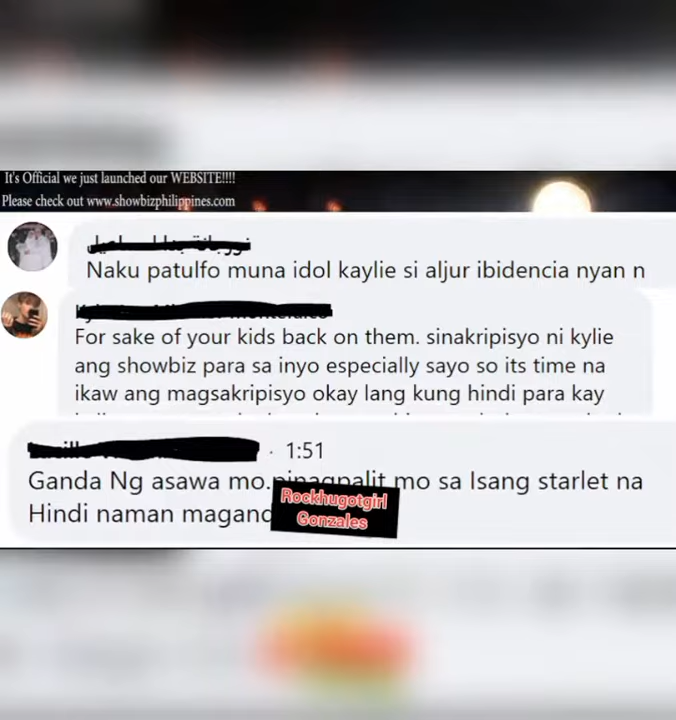 It's Official we just launched our WEBSITE!!!!
Please check out www.showbizphilippines.com
Naku patulfo muna idol kaylie si aljur ibidencia nyan n
For sake of your kids back on them. sinakripisyo ni kylie
ang showbiz para sa inyo especially sayo so its time na
ikaw ang magsakripisyo okay lang kung hindi para kay
· 1:51
Ganda Ng asawa mo.pinagpalit mo sa Isang starlet na
Hindi naman magand
Rockhugotgirl
Gonzales